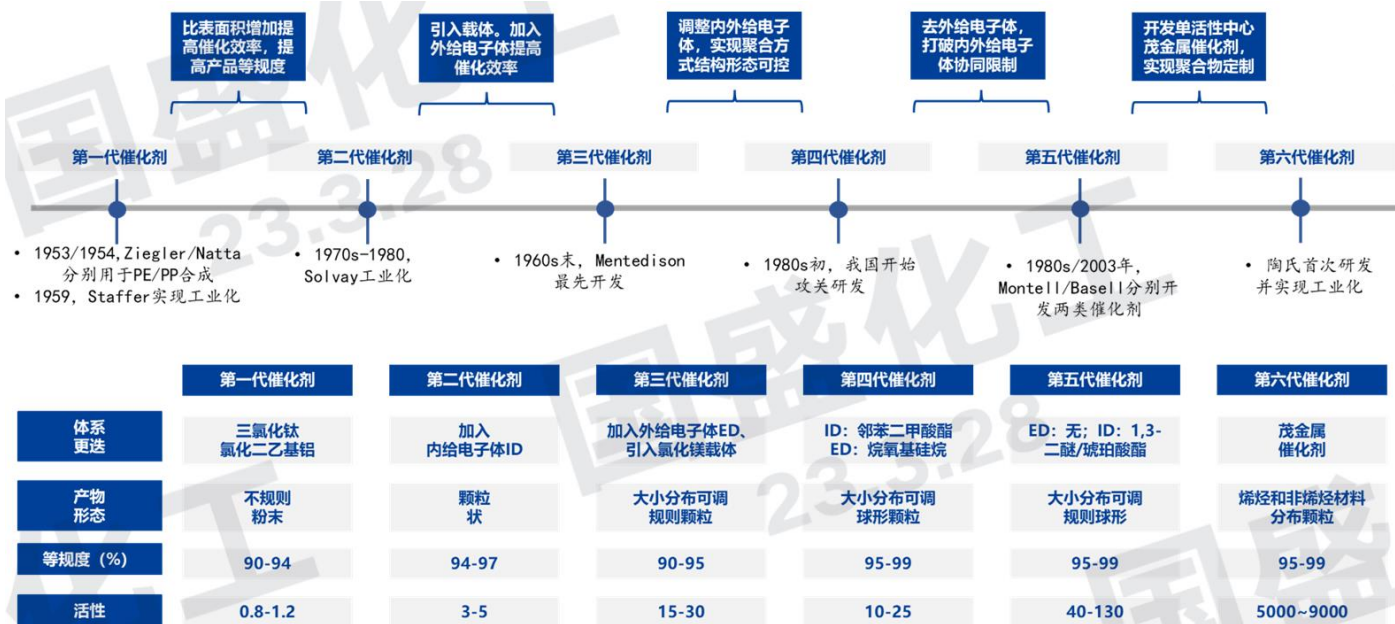 比表面积增加提
高催化效率，提
高产品等规度
引入载体。加入
外给电子体提高
催化效率
调整内外给电子
体，实现聚合方
式结构形态可控
去外给电子体，
打破内外给电子
体协同限制
开发单活性中心
茂金属催化剂，
实现聚合物定制
第一代催化剂
第二代催化剂
第三代催化剂
第四代催化剂
第五代催化剂
第六代催化剂
• 1953/1954,Ziegler/Natta
分别用于PE/PP合成
• 1959, Staffer实现工业化
• 1970s-1980,
Solvay工业化
• 1960s末, Mentedison
最先开发
• 1980s初，我国开始
攻关研发
• 1980s/2003年，
Montell/Basell分别开
发两类催化剂
• 陶氏首次研发
并实现工业化
第一代催化剂 第二代催化剂 第三代催化剂 第四代催化剂 第五代催化剂 第六代催化剂
体系
更迭
三氯化钛
氯化二乙基铝
加入
内给电子体ID
加入外给电子体ED、
引入氯化镁载体
ID：邻苯二甲酸酯
ED：烷氧基硅烷
ED：无；ID：1,3-
二醚/琥珀酸酯
茂金属
催化剂
产物
形态
不规则
粉末
颗粒
状
大小分布可调
规则颗粒
大小分布可调
球形颗粒
大小分布可调
规则球形
烯烃和非烯烃材料
分布颗粒
等规度（%） 90-94 94-97 90-95 95-99 95-99 95-99
活性 0.8-1.2 3-5 15-30 10-25 40-130 5000~9000
国盛化工
23.3.28
国盛化工
23.3.28
化工
国盛